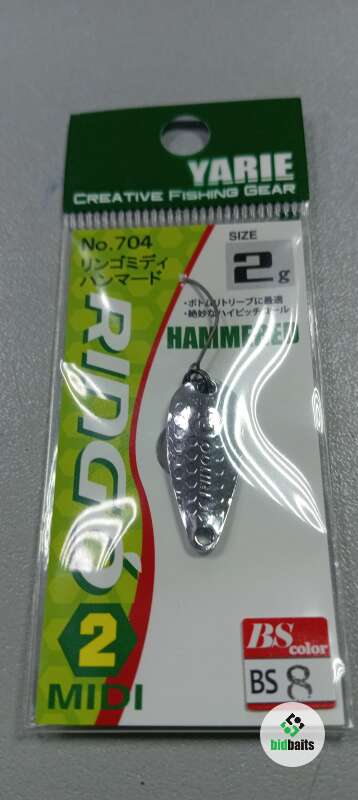 YARIE
CREATIVE FISHING GEAR
No.704
リンゴミディ
ハンマード
SIZE
2g
・ボトムリトリーブに最適
・絶妙なハイピッチロール
HAMMERED
RINGO
2
MIDI
BS
color
BS 8
bidbaits